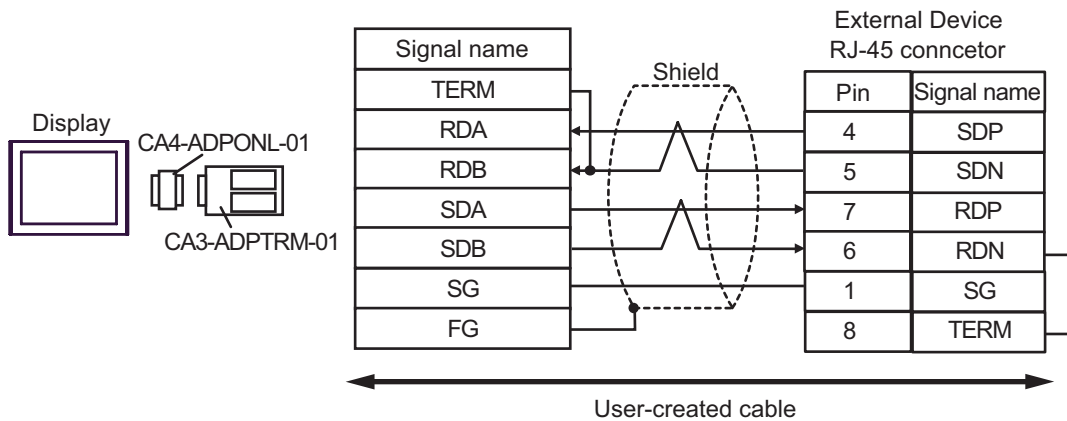 External Device
RJ-45 conncetor
Signal name
Shield
Pin Signal name
TERM
Display
CA4-ADPONL-01
CA3-ADPTRM-01
RDA
4 SDP
RDB
5 SDN
SDA
7 RDP
SDB
6 RDN
SG
1 SG
FG
8 TERM
User-created cable